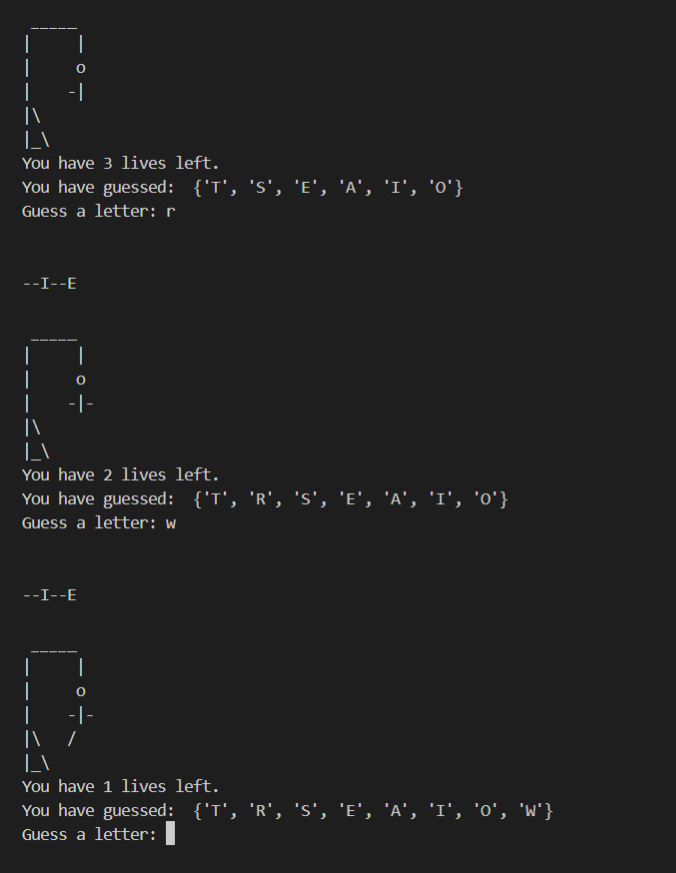 _____
|     |
|     o
|    -|
|\
|_\
You have 3 lives left.
You have guessed:  {'T', 'S', 'E', 'A', 'I', 'O'}
Guess a letter: r
--I--E
 _____
|     |
|     o
|    -|-
|\
|_\
You have 2 lives left.
You have guessed:  {'T', 'R', 'S', 'E', 'A', 'I', 'O'}
Guess a letter: w
--I--E
 _____
|     |
|     o
|    -|-
|\   /
|_\
You have 1 lives left.
You have guessed:  {'T', 'R', 'S', 'E', 'A', 'I', 'O', 'W'}
Guess a letter: